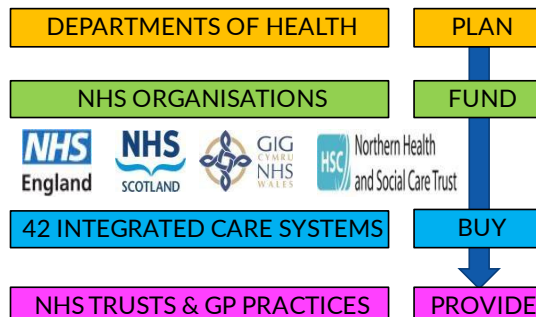 DEPARTMENTS OF HEALTH
PLAN
NHS ORGANISATIONS
FUND
NHS
England
NHS
SCOTLAND
GIG
CYMRU
NHS
WALES
HSC
Northern Health
and Social Care Trust
42 INTEGRATED CARE SYSTEMS
BUY
NHS TRUSTS & GP PRACTICES
PROVIDE